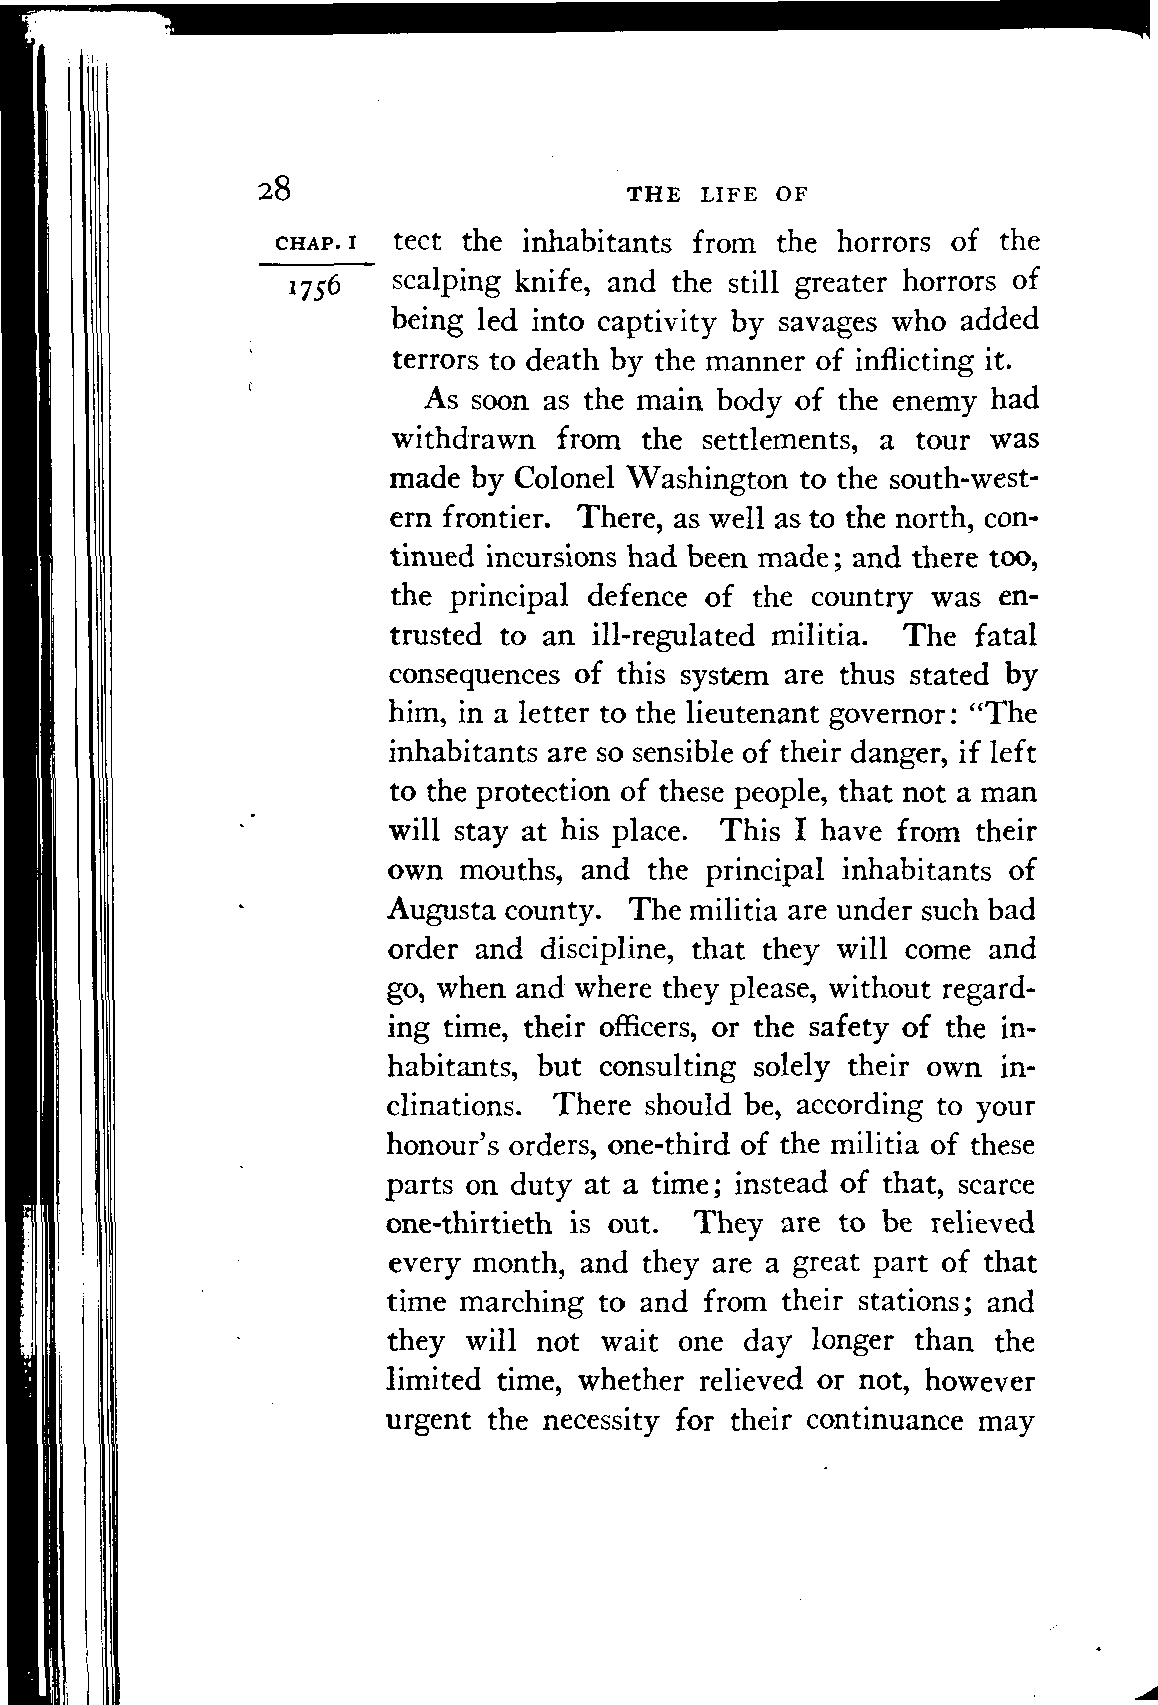 28 THE LIFE OF
CHAP. I
1756
tect the inhabitants from the horrors of the
scalping knife, and the still greater horrors of
being led into captivity by savages who added
terrors to death by the manner of inflicting it.
As soon as the main body of the enemy had
withdrawn from the settlements, a tour was
made by Colonel Washington to the south-west-
ern frontier. There, as well as to the north, con-
tinued incursions had been made; and there too,
the principal defence of the country was en-
trusted to an ill-regulated militia. The fatal
consequences of this system are thus stated by
him, in a letter to the lieutenant governor: “The
inhabitants are so sensible of their danger, if left
to the protection of these people, that not a man
will stay at his place. This I have from their
own mouths, and the principal inhabitants of
Augusta county. The militia are under such bad
order and discipline, that they will come and
go, when and where they please, without regard-
ing time, their officers, or the safety of the in-
habitants, but consulting solely their own in-
clinations. There should be, according to your
honour's orders, one-third of the militia of these
parts on duty at a time; instead of that, scarce
one-thirtieth is out. They are to be relieved
every month, and they are a great part of that
time marching to and from their stations; and
they will not wait one day longer than the
limited time, whether relieved or not, however
urgent the necessity for their continuance may